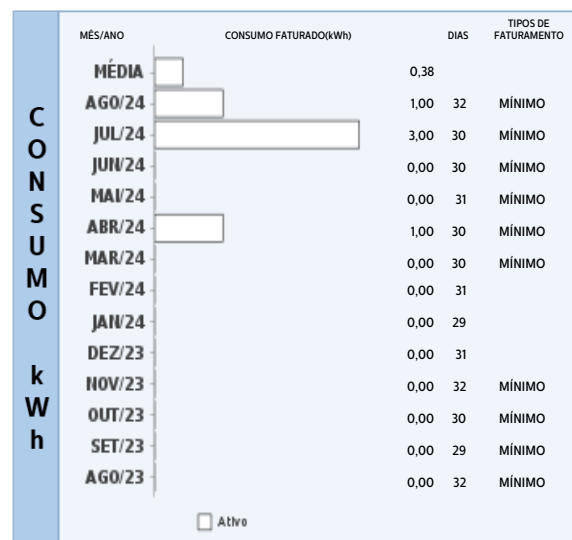 MÊS/ANO CONSUMO FATURADO(kWh) DIAS TIPOS DE FATURAMENTO
CONSUMO kWh
MÉDIA 0,38
AGO/24 1,00 32 MÍNIMO
JUL/24 3,00 30 MÍNIMO
JUN/24 0,00 30 MÍNIMO
MAI/24 0,00 31 MÍNIMO
ABR/24 1,00 30 MÍNIMO
MAR/24 0,00 30 MÍNIMO
FEV/24 0,00 31
JAN/24 0,00 29
DEZ/23 0,00 31
NOV/23 0,00 32 MÍNIMO
OUT/23 0,00 30 MÍNIMO
SET/23 0,00 29 MÍNIMO
AGO/23 0,00 32 MÍNIMO
Ativo